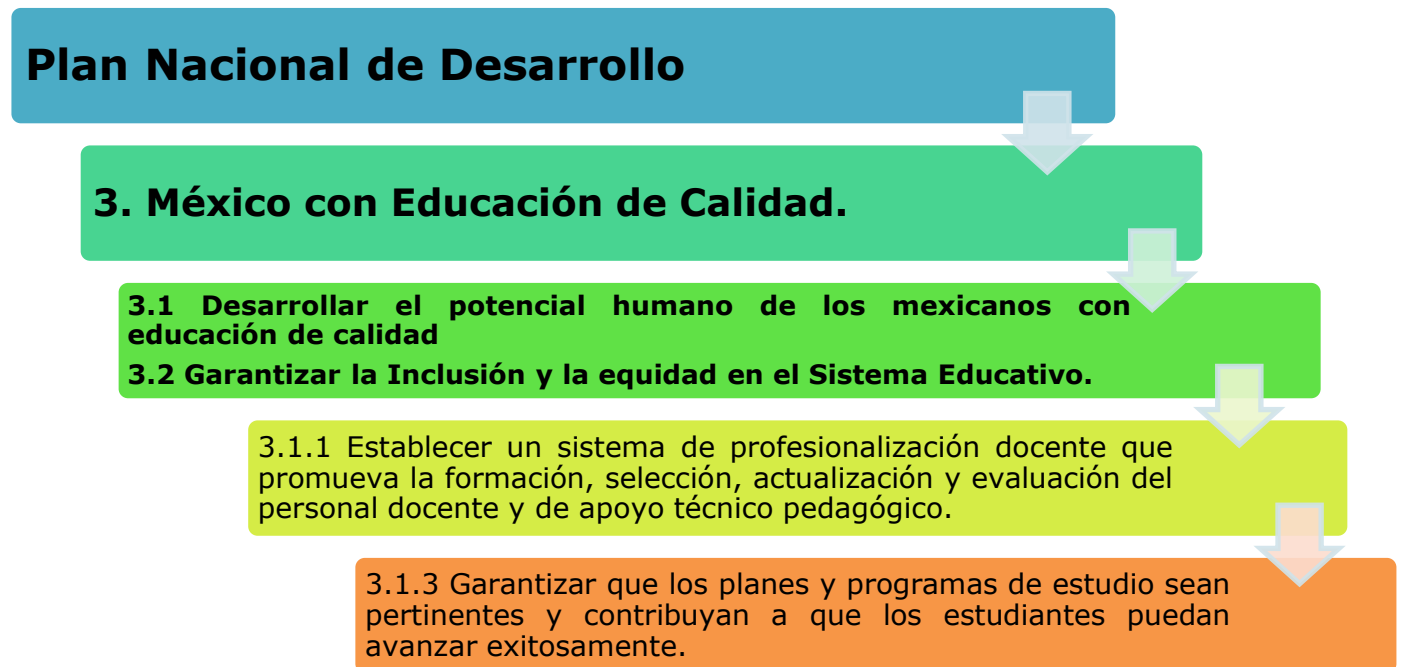 Plan Nacional de Desarrollo
3. México con Educación de Calidad.
3.1 Desarrollar el potencial humano de los mexicanos con
educación de calidad
3.2 Garantizar la Inclusión y la equidad en el Sistema Educativo.
3.1.1 Establecer un sistema de profesionalización docente que
promueva la formación, selección, actualización y evaluación del
personal docente y de apoyo técnico pedagógico.
3.1.3 Garantizar que los planes y programas de estudio sean
pertinentes y contribuyan a que los estudiantes puedan
avanzar exitosamente.